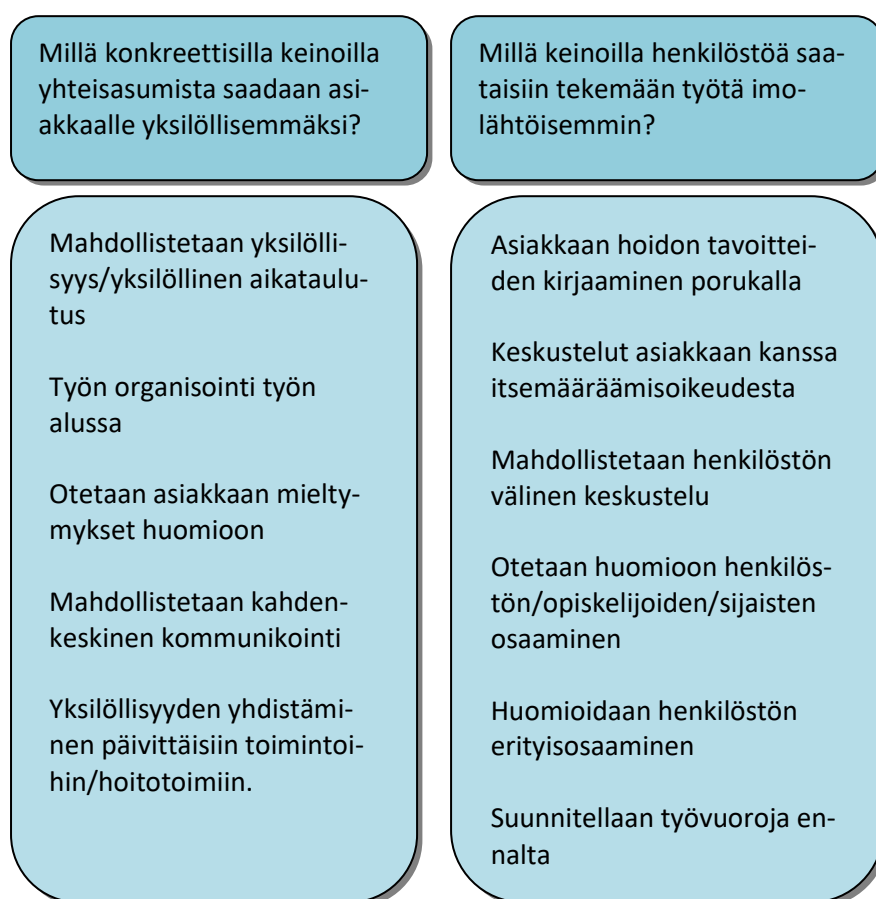 Millä konkreettisilla keinoilla
yhteisasumista saadaan asi-
akkaalle yksilöllisemmäksi?
Mahdollistetaan yksilölli-
syys/yksilöllinen aikataulu-
tus
Työn organisointi työn
alussa
Otetaan asiakkaan mielty-
mykset huomioon
Mahdollistetaan kahden-
keskinen kommunikointi
Yksilöllisyyden yhdistämi-
nen päivittäisiin toimintoi-
hin/hoitotoimiin.
Millä keinoilla henkilöstöä saa-
taisiin tekemään työtä imo-
lähtöisemmin?
Asiakkaan hoidon tavoittei-
den kirjaaminen porukalla
Keskustelut asiakkaan kanssa
itsemääräämisoikeudesta
Mahdollistetaan henkilöstön
välinen keskustelu
Otetaan huomioon henkilös-
tön/opiskelijoiden/sijaisten
osaaminen
Huomioidaan henkilöstön
erityisosaaminen
Suunnitellaan työvuoroja en-
nalta